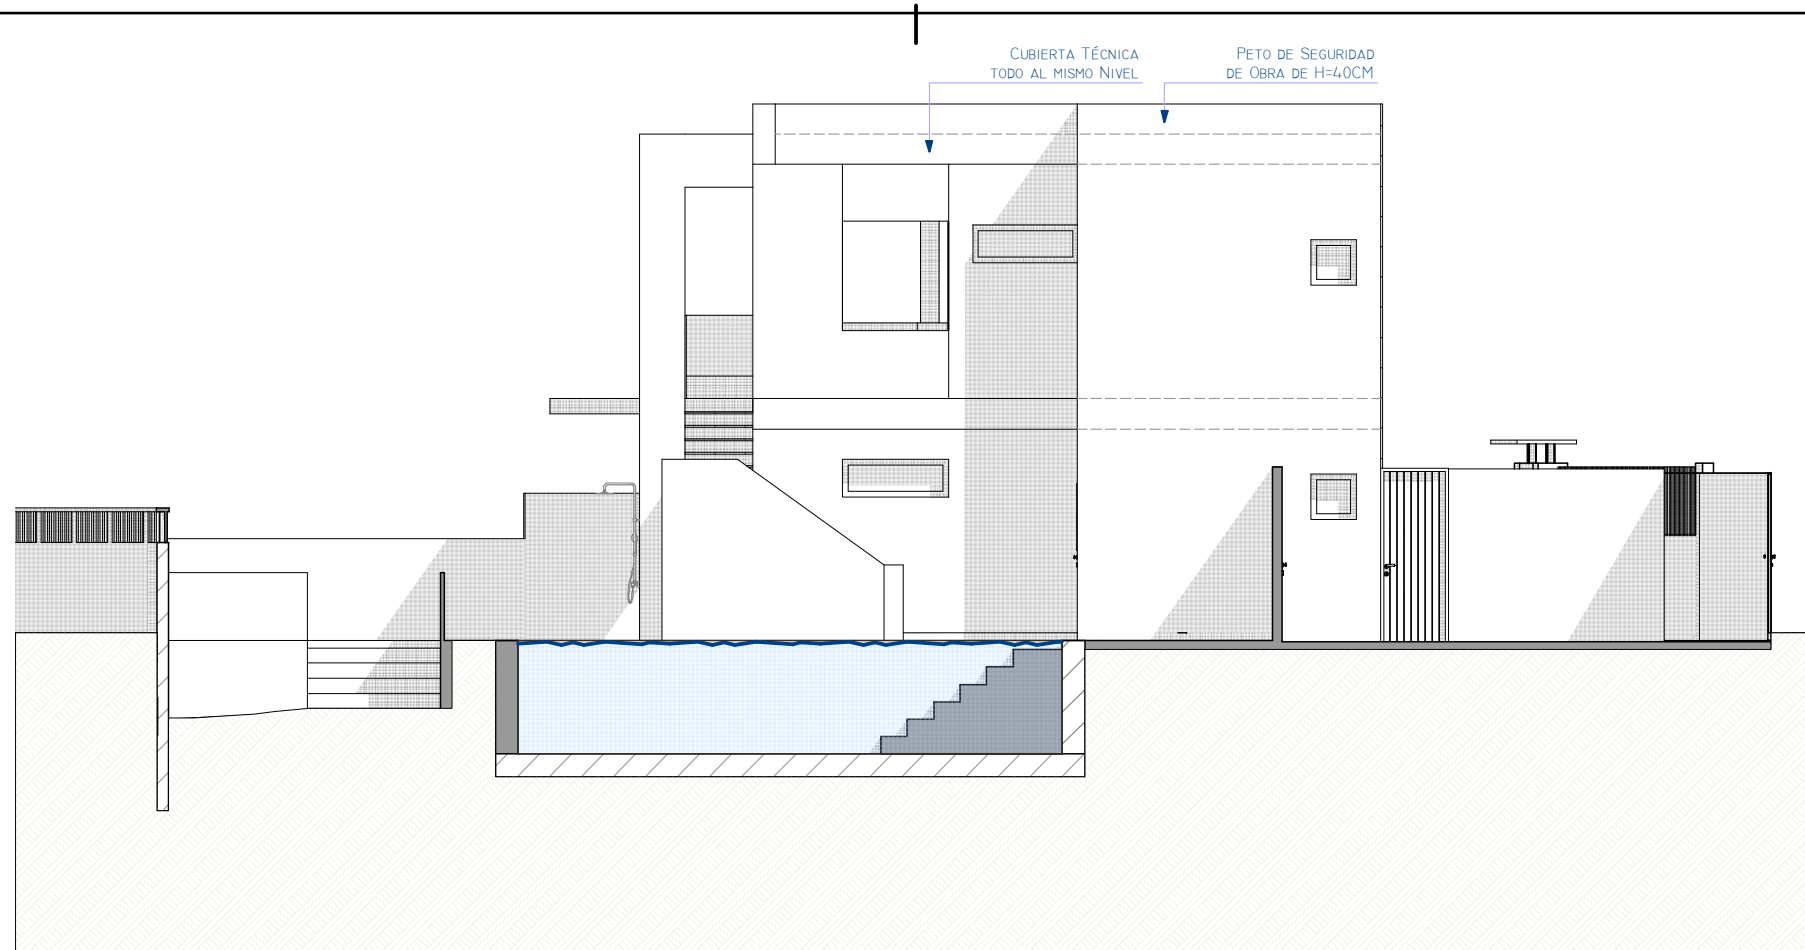 CUBIERTA TÉCNICA
TODO AL MISMO NIVEL
PETO DE SEGURIDAD
DE OBRA DE H=40CM